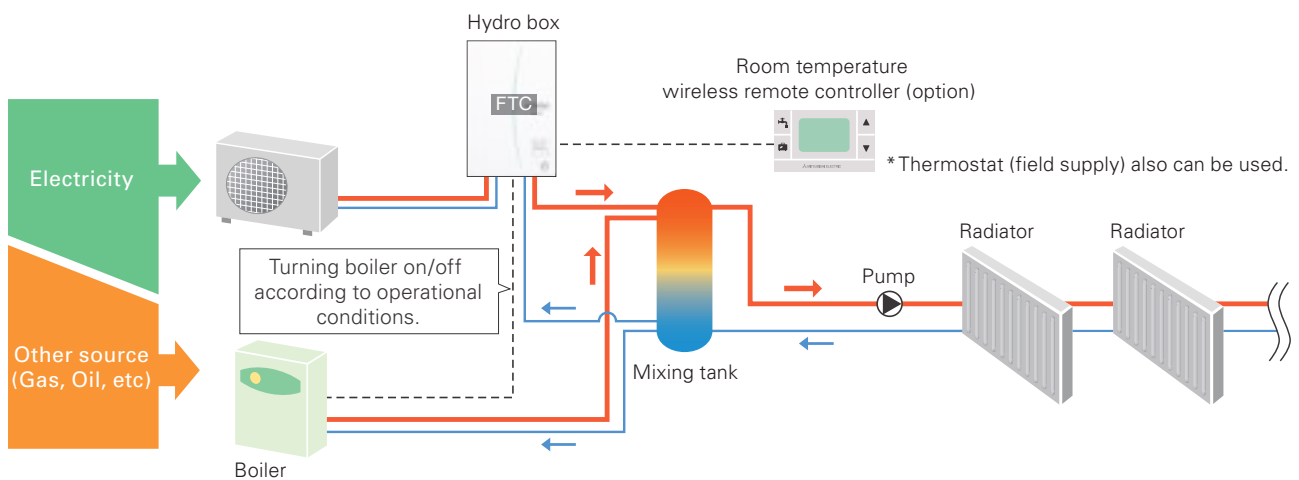 Hydro box
FTC
Room temperature
wireless remote controller (option)
* Thermostat (field supply) also can be used.
Electricity
Turning boiler on/off
according to operational
conditions.
Radiator
Radiator
Pump
Other source
(Gas, Oil, etc)
Mixing tank
Boiler